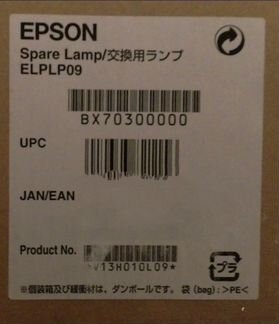 EPSON
Spare Lamp/交換用ランプ
ELPLP09
BX70300000
UPC
JAN/EAN
Product No.
*V13H010L09*
プラ
※個装箱及び緩衝材は、ダンボールです。 袋(bag):>PE<